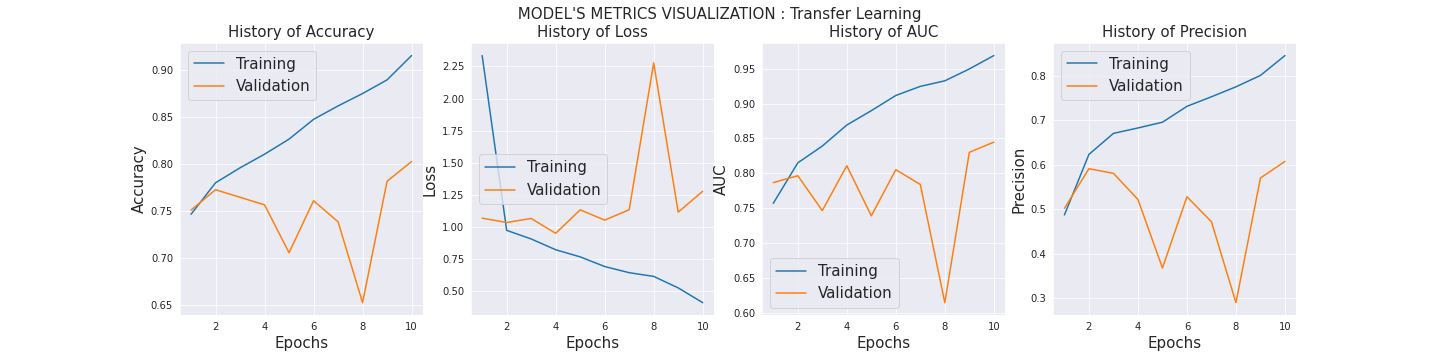 MODEL'S METRICS VISUALIZATION : Transfer Learning
History of Accuracy
Accuracy
0.90
0.85
0.80
0.75
0.70
0.65
Training
Validation
2 4 6 8 10
Epochs
History of Loss
Loss
2.25
2.00
1.75
1.50
1.25
1.00
0.75
0.50
Training
Validation
2 4 6 8 10
Epochs
History of AUC
AUC
0.95
0.90
0.85
0.80
0.75
0.70
0.65
0.60
Training
Validation
2 4 6 8 10
Epochs
History of Precision
Precision
0.8
0.7
0.6
0.5
0.4
0.3
Training
Validation
2 4 6 8 10
Epochs